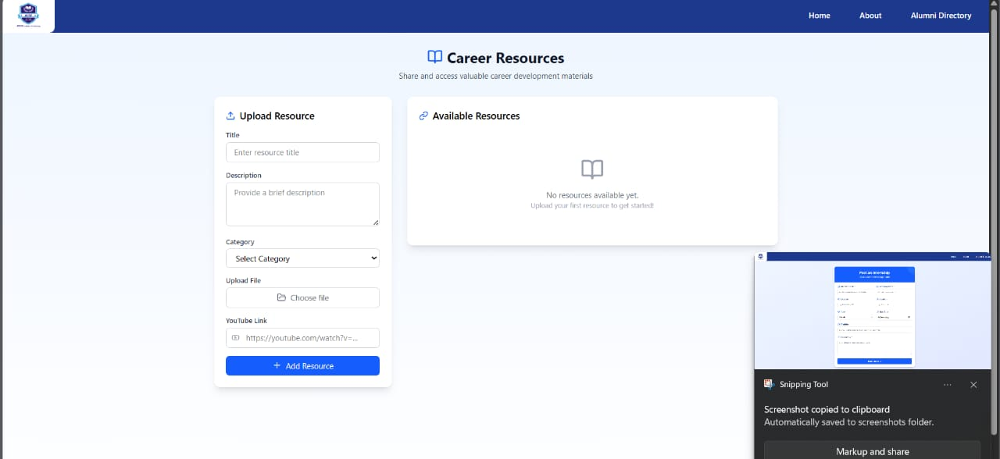 Home
About
Alumni Directory
Career Resources
Share and access valuable career development materials
Upload Resource
Title
Enter resource title
Description
Provide a brief description
Category
Select Category
Upload File
Choose file
YouTube Link
https://youtube.com/watch?v=...
+ Add Resource
Available Resources
No resources available yet.
Upload your first resource to get started!
Post an Internship
Snipping Tool
Screenshot copied to clipboard
Automatically saved to screenshots folder.
Markup and share